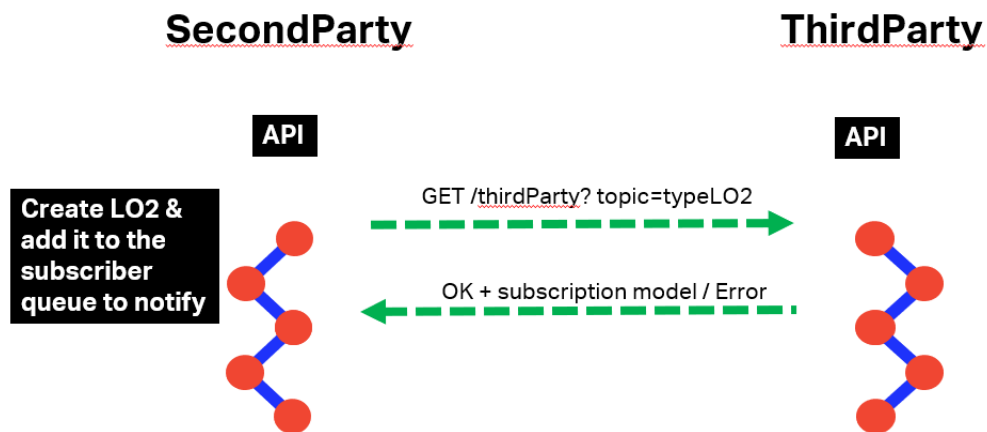 SecondParty
ThirdParty
API
API
GET /thirdParty? topic=typeLO2
Create LO2 &
add it to the
subscriber
queue to notify
OK + subscription model / Error